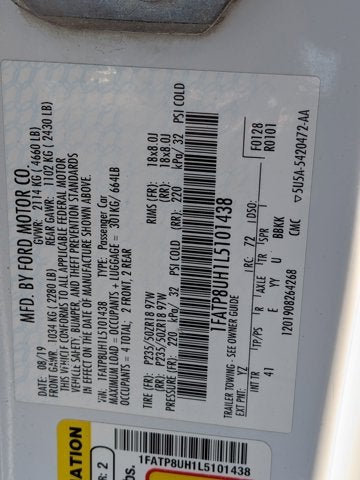 MFD. BY FORD MOTOR CO.
DATE: 08/19 GVWR: 2114 KG ( 4660 LB)
FRONT GAWR: 1034 KG ( 2280 LB) 1102 KG ( 2430 LB)
THIS VEHICLE CONFORMS TO ALL APPLICABLE FEDERAL MOTOR
VEHICLE SAFETY, BUMPER, AND THEFT PREVENTION STANDARDS
IN EFFECT ON THE DATE OF MANUFACTURE SHOWN ABOVE.
VIN: 1FATP8UH1L5101438 TYPE: Passenger Car
MAXIMUM LOAD = OCCUPANTS + LUGGAGE = 301KG / 664LB
OCCUPANTS = 4 TOTAL; 2 FRONT, 2 REAR
TIRE (FR): P235/50ZR18 97W RIMS (FR): 18x8.0J
TIRE (RR): P235/50ZR18 97W (RR): 18x8.0J
PRESSURE (FR): 220 kPa/ 32 PSI COLD (RR): 220 kPa/ 32 PSI COLD
1FATP8UH1L5101438
TRAILER TOWING - SEE OWNER GUIDE
F0128
R0101
EXT PNT: YZ RC: 72 DSO:
INT TR TP/PS R AXLE TR SPR
41 E YY U BBKK
1201908264268 CMC
▽5U5A-5420472-AA
R: 2
lbs.
1FATP8UH1L5101438